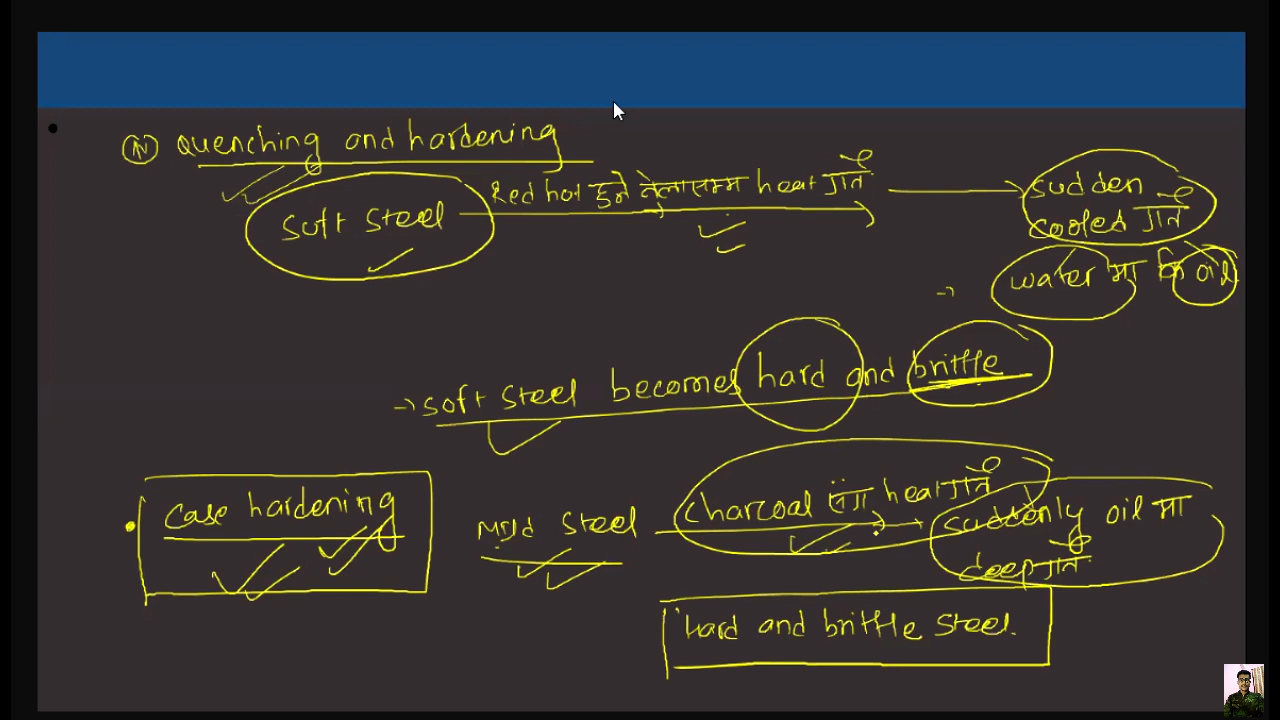 (N) Quenching and hardening
Soft Steel Red hot हुने वेलासम्म heat गर्ने → sudden
cooled गर्ने
→ water मा कि oil
→ soft steel becomes hard and brittle
• case hardening Mild Steel charcoal सँग heat गर्ने → suddenly oil मा
deep गर्ने
hard and brittle steel.